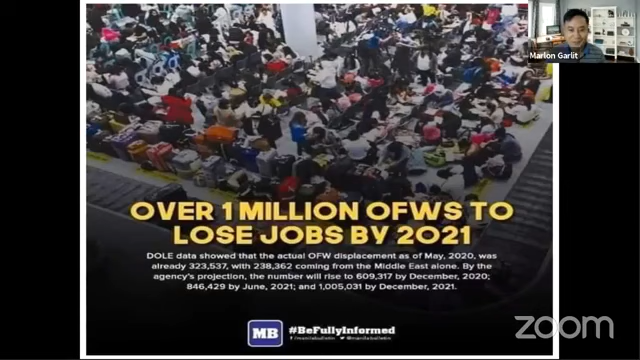 Marlon Garlit
OVER 1 MILLION OFWS TO
LOSE JOBS BY 2021
DOLE data showed that the actual OFW displacement as of May, 2020, was
already 323,537, with 238,362 coming from the Middle East alone. By the
agency's projection, the number will rise to 609,317 by December, 2020;
846,429 by June, 2021; and 1,005,031 by December, 2021.
MB
#BeFullyInformed
zoom